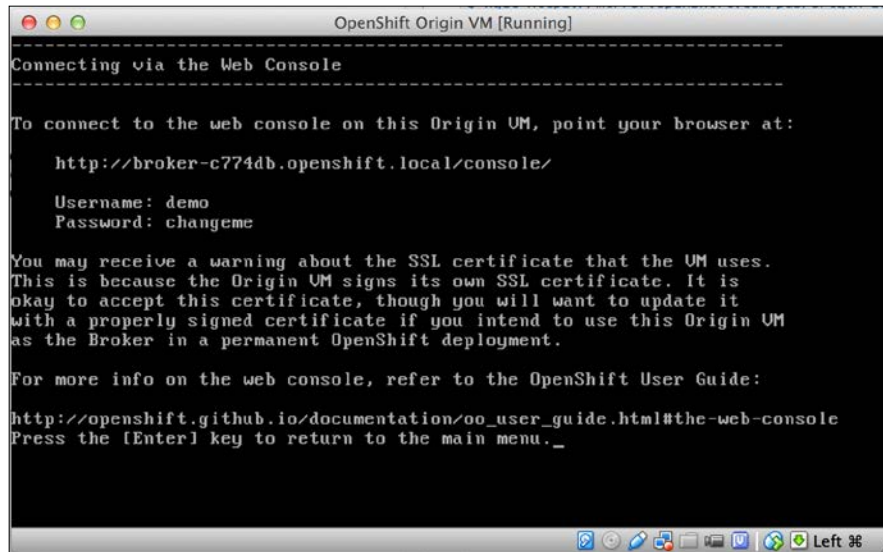 OpenShift Origin VM [Running]
Connecting via the Web Console
To connect to the web console on this Origin VM, point your browser at:
http://broker-c774db.openshift.local/console/
Username: demo
Password: changeme
You may receive a warning about the SSL certificate that the VM uses.
This is because the Origin VM signs its own SSL certificate. It is
okay to accept this certificate, though you will want to update it
with a properly signed certificate if you intend to use this Origin VM
as the Broker in a permanent OpenShift deployment.
For more info on the web console, refer to the OpenShift User Guide:
http://openshift.github.io/documentation/oo_user_guide.html#the-web-console
Press the [Enter] key to return to the main menu._
Left ⌘